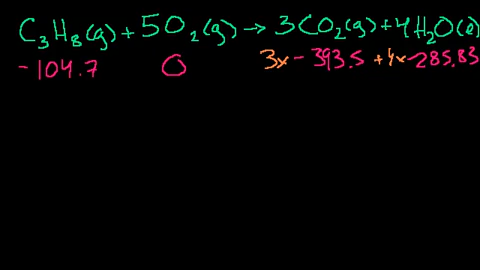 C₃H₈(g) + 5O₂(g) → 3CO₂(g) + 4H₂O(l)
-104.7 0 3x -393.5 + 4x -285.83